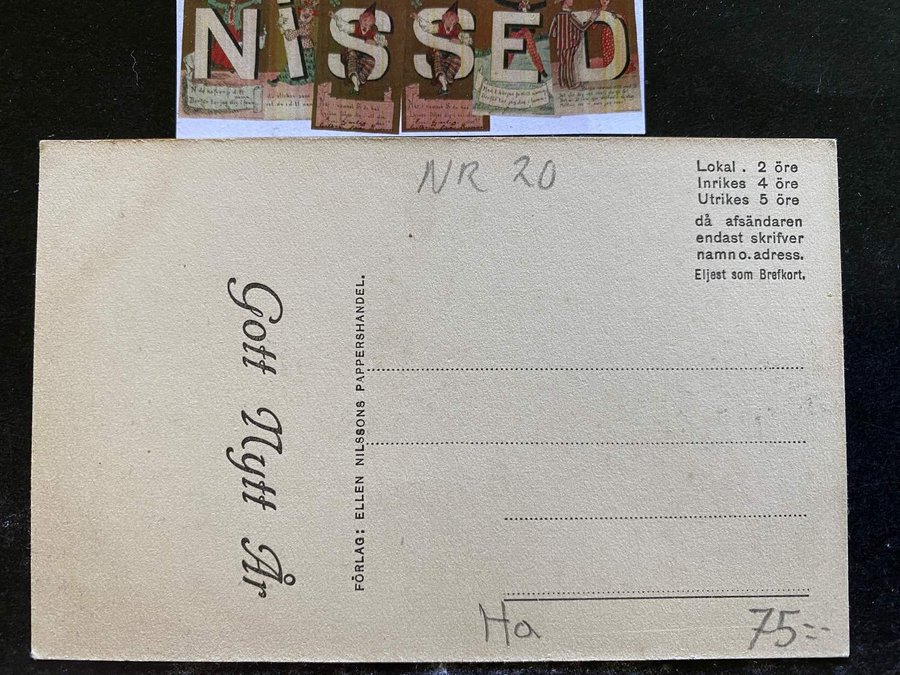 NISSED
NR 20
Lokal . 2 öre
Inrikes 4 öre
Utrikes 5 öre
då afsändaren
endast skrifver
namn o. adress.
Eljest som Brefkort.
Gott Nytt År
FÖRLAG: ELLEN NILSSONS PAPPERSHANDEL.
Ha
75:-